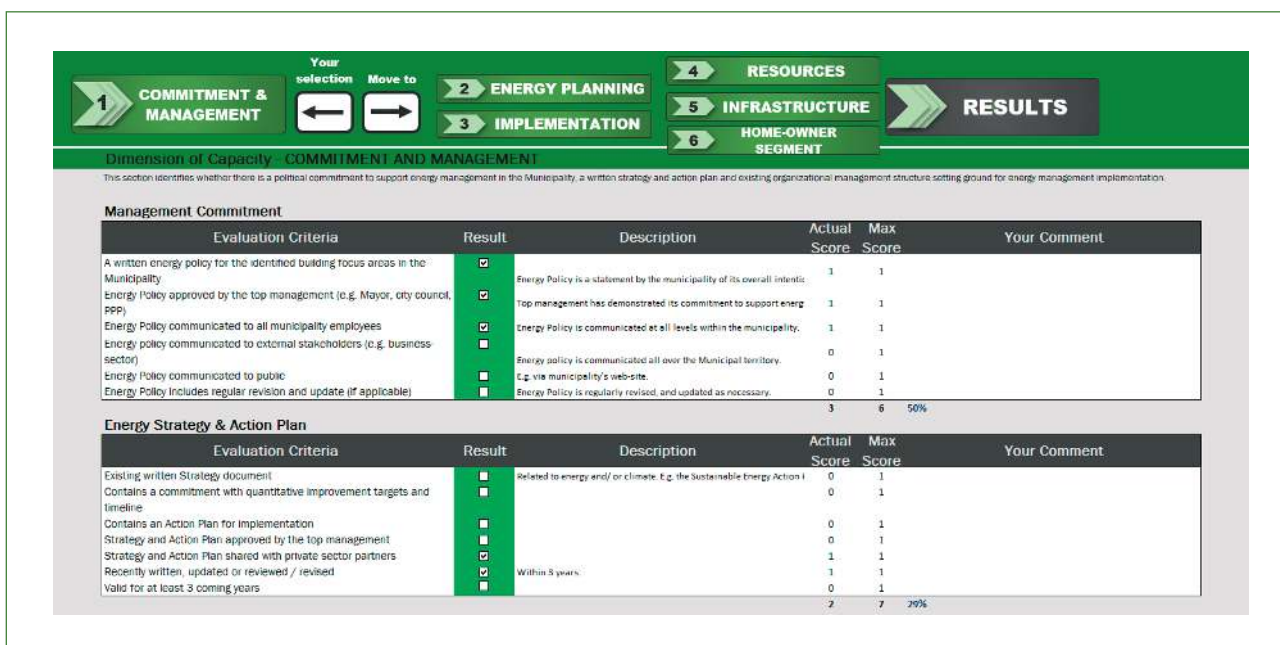 Your selection
Move to
1 COMMITMENT & MANAGEMENT
2 ENERGY PLANNING
3 IMPLEMENTATION
4 RESOURCES
5 INFRASTRUCTURE
6 HOME-OWNER SEGMENT
RESULTS
Dimension of Capacity - COMMITMENT AND MANAGEMENT
This section identifies whether there is a political commitment to support energy management in the Municipality, a written strategy and action plan and existing organizational management structure setting ground for energy management implementation.
Management Commitment
Evaluation Criteria Result Description Actual Score Max Score Your Comment
A written energy policy for the identified building focus areas in the Municipality Energy Policy is a statement by the municipality of its overall intentic 1 1
Energy Policy approved by the top management (e.g. Mayor, city council, PPP) Top management has demonstrated its commitment to support energ 1 1
Energy Policy communicated to all municipality employees Energy Policy is communicated at all levels within the municipality. 1 1
Energy policy communicated to external stakeholders (e.g. business-sector) Energy policy is communicated all over the Municipal territory. 0 1
Energy Policy communicated to public E.g. via municipality's web-site. 0 1
Energy Policy includes regular revision and update (if applicable) Energy Policy is regularly revised, and updated as necessary. 0 1
3 6 50%
Energy Strategy & Action Plan
Evaluation Criteria Result Description Actual Score Max Score Your Comment
Existing written Strategy document Related to energy and/ or climate. E.g. the Sustainable Energy Action 0 1
Contains a commitment with quantitative improvement targets and timeline 0 1
Contains an Action Plan for implementation 0 1
Strategy and Action Plan approved by the top management 0 1
Strategy and Action Plan shared with private sector partners 1 1
Recently written, updated or reviewed / revised Within 3 years. 1 1
Valid for at least 3 coming years 0 1
2 7 29%